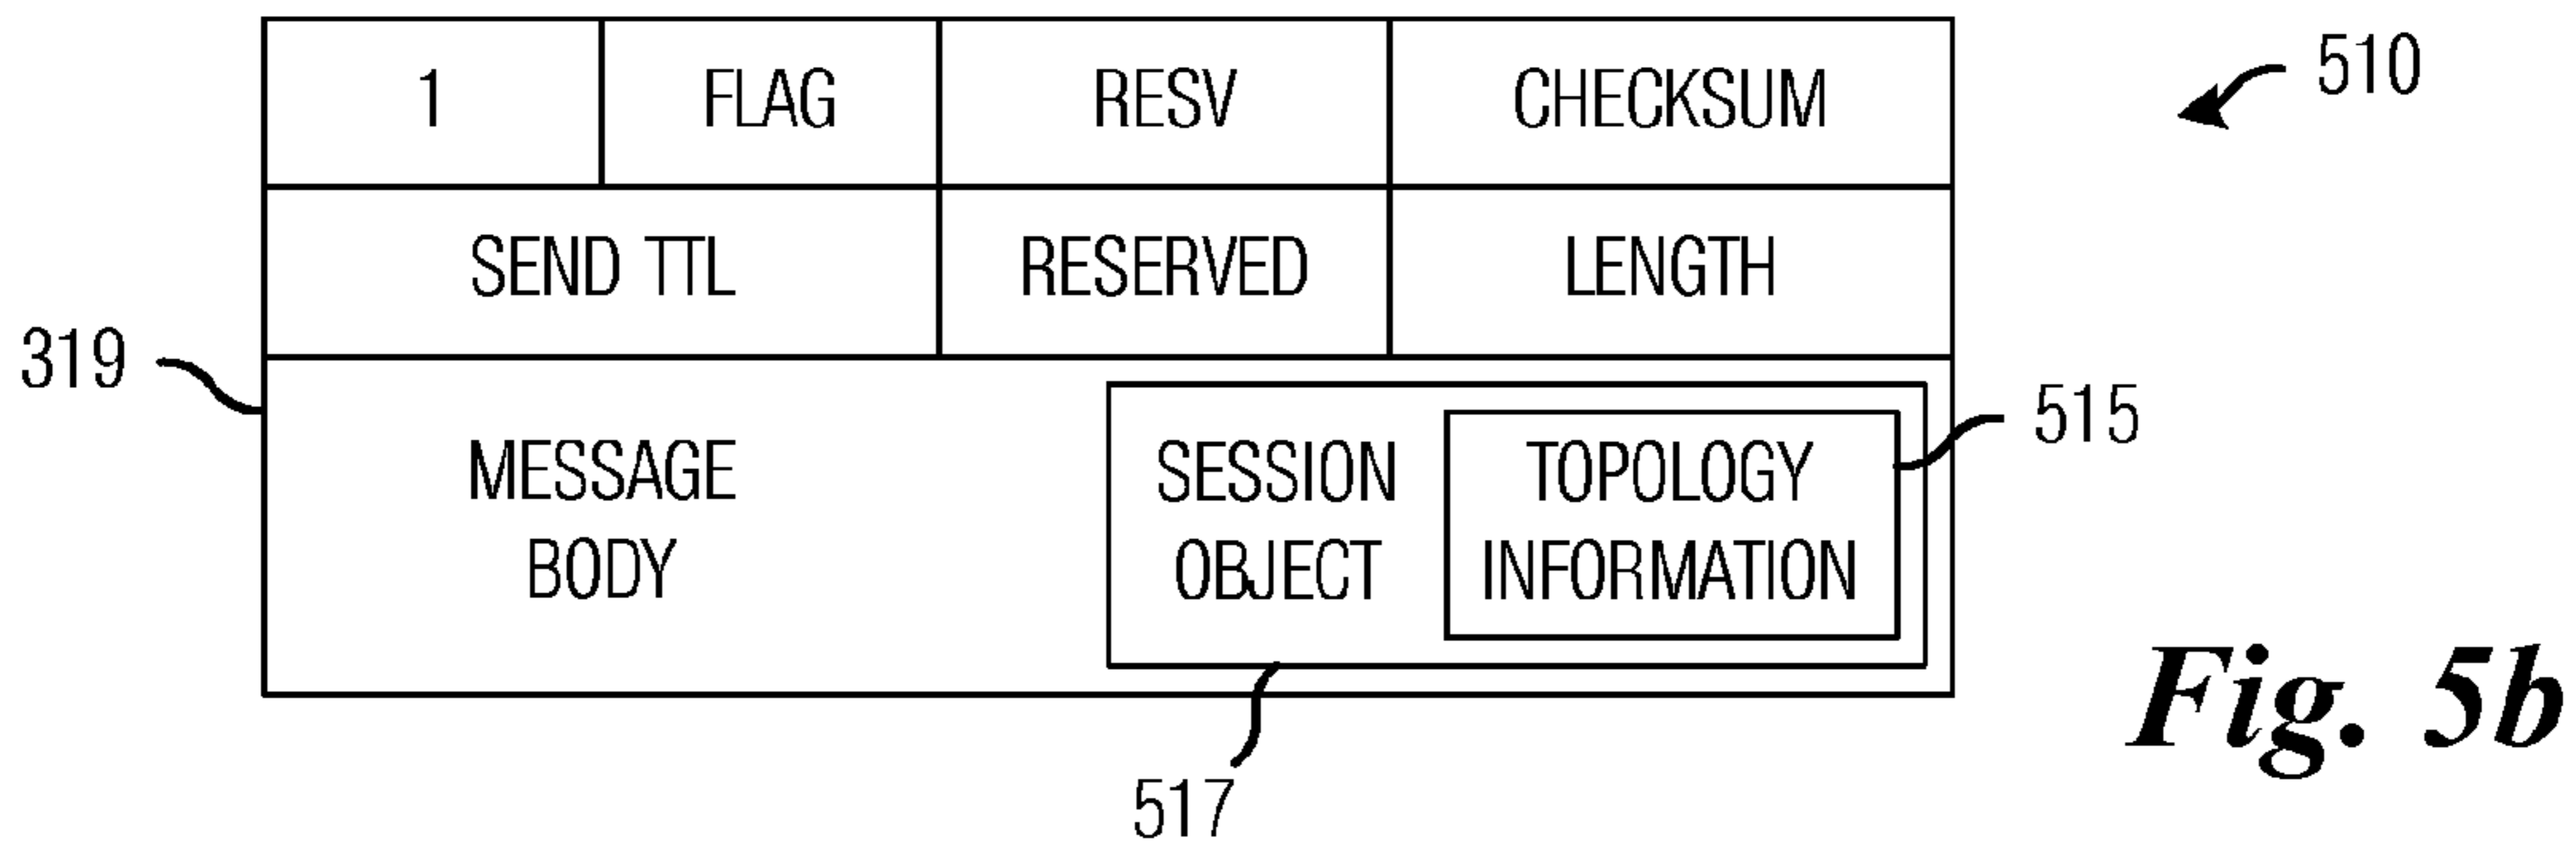 1 FLAG RESV CHECKSUM 510
SEND TTL RESERVED LENGTH
319
MESSAGE BODY
SESSION OBJECT
TOPOLOGY INFORMATION
515
517
Fig. 5b